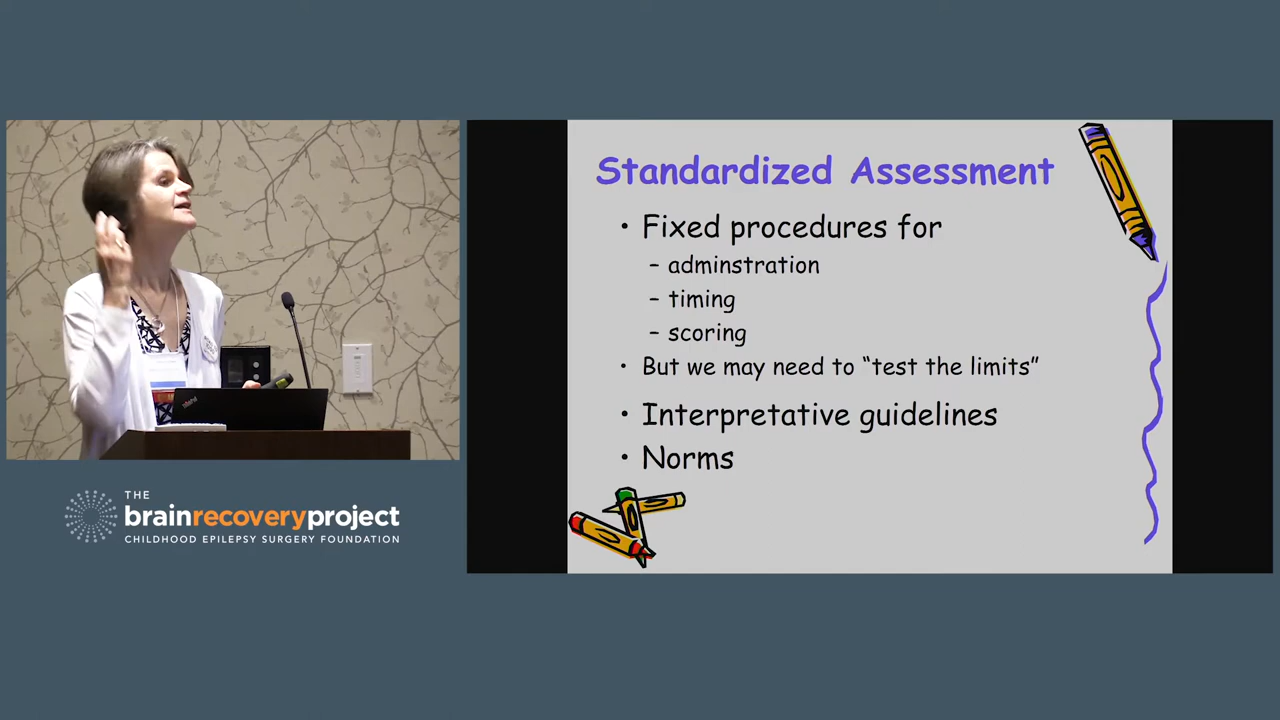 Standardized Assessment
• Fixed procedures for
– adminstration
– timing
– scoring
• But we may need to “test the limits”
• Interpretative guidelines
• Norms
THE
brainrecoveryproject
CHILDHOOD EPILEPSY SURGERY FOUNDATION